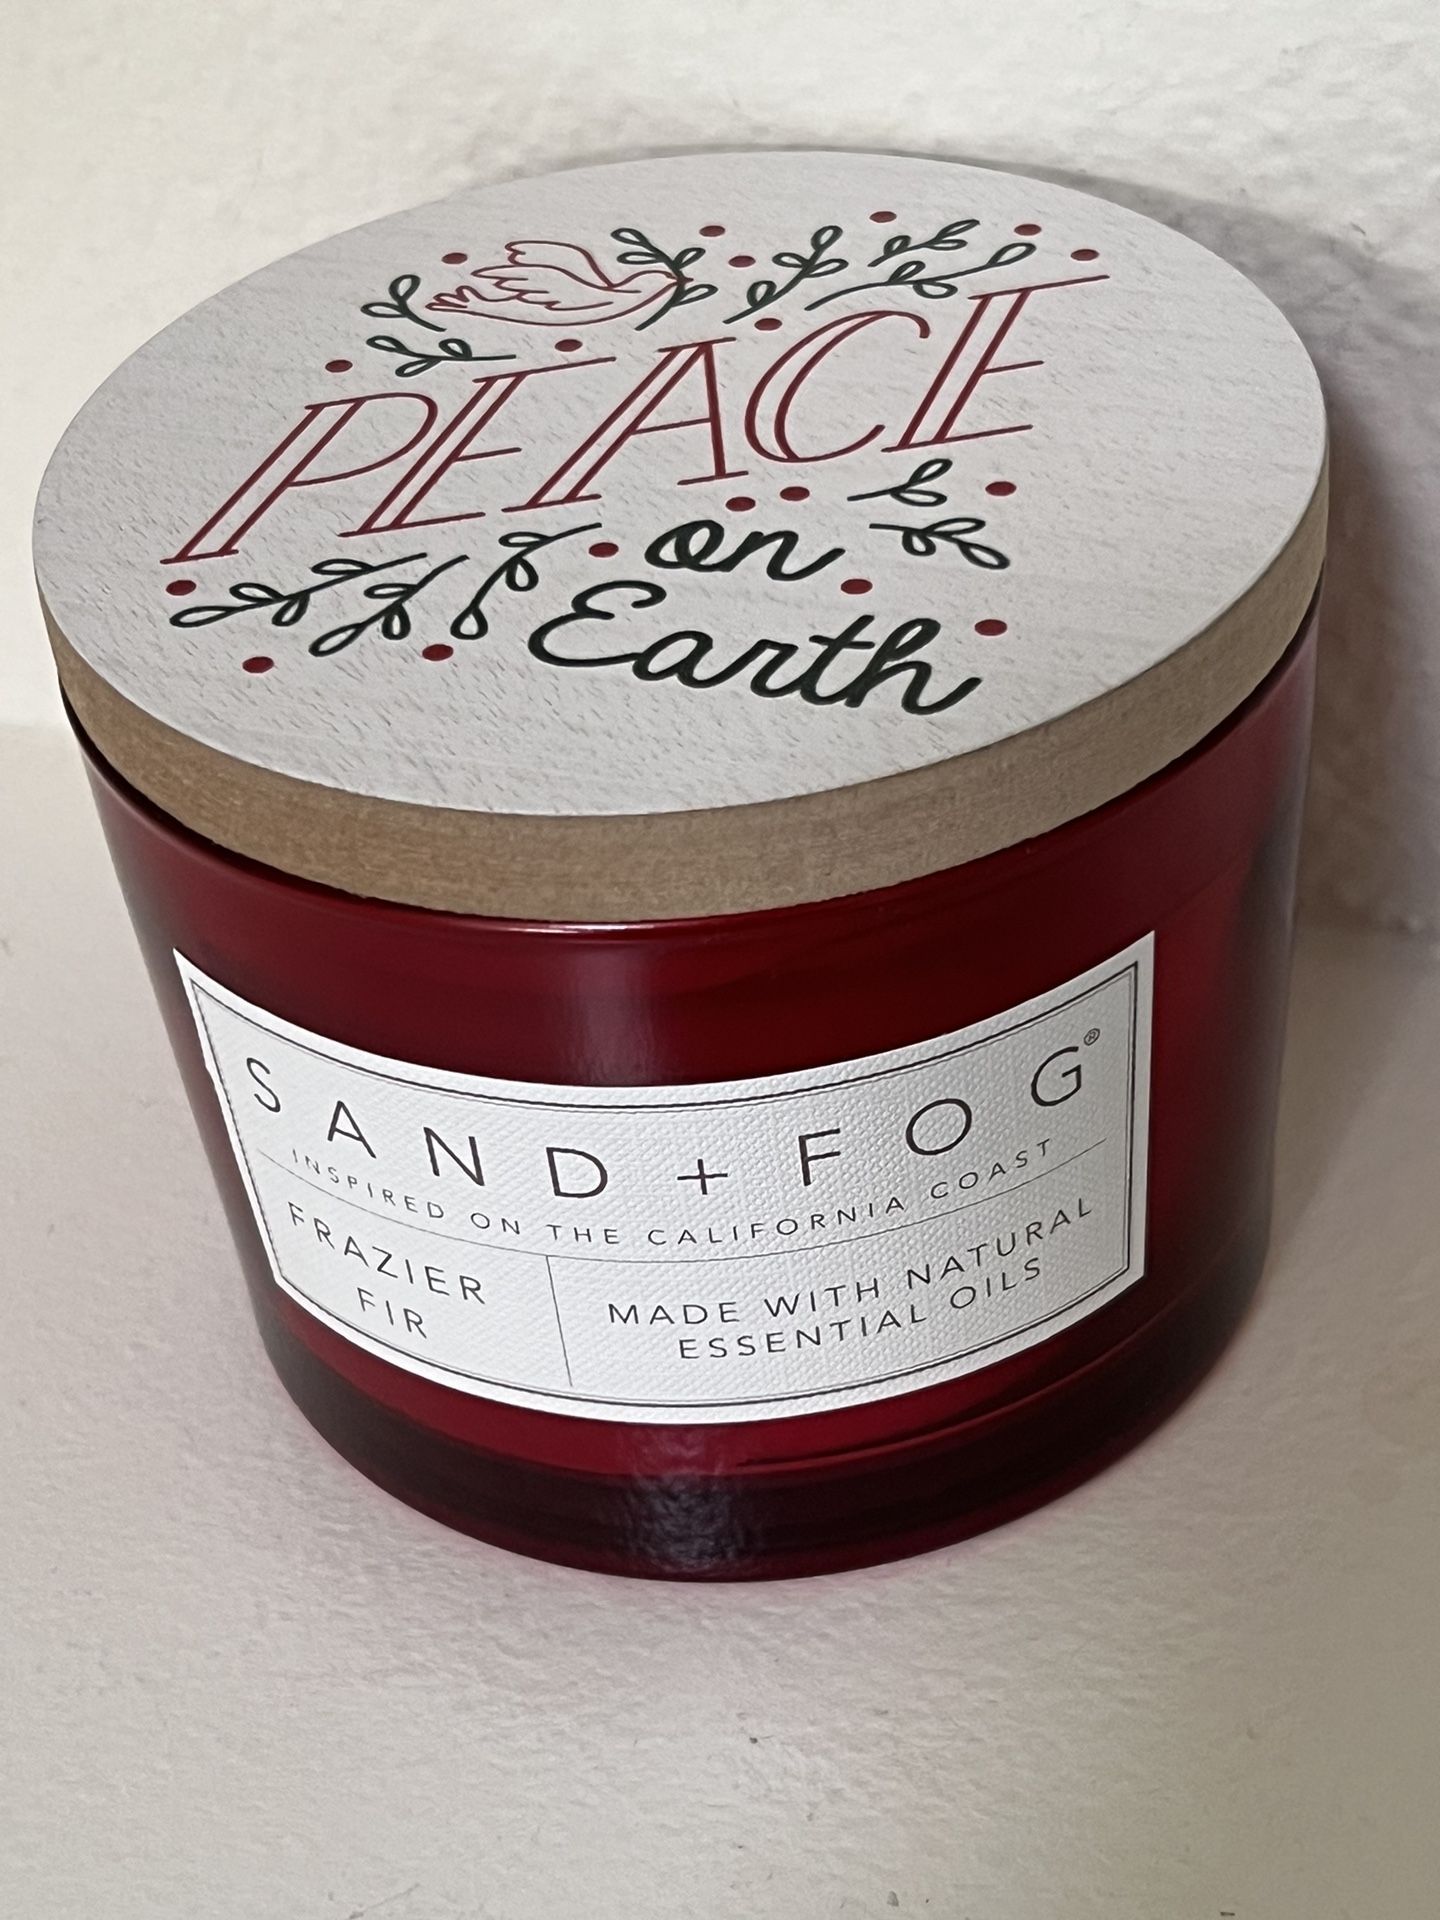 PEACE
on
Earth
SAND + FOG®
INSPIRED ON THE CALIFORNIA COAST
FRAZIER
FIR
MADE WITH NATURAL
ESSENTIAL OILS